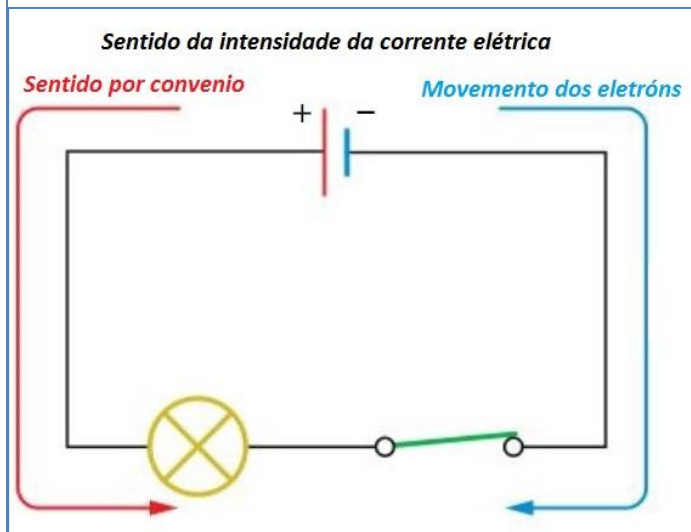 Sentido da intensidade da corrente elétrica
Sentido por convenio
Movemento dos eletróns
+ −